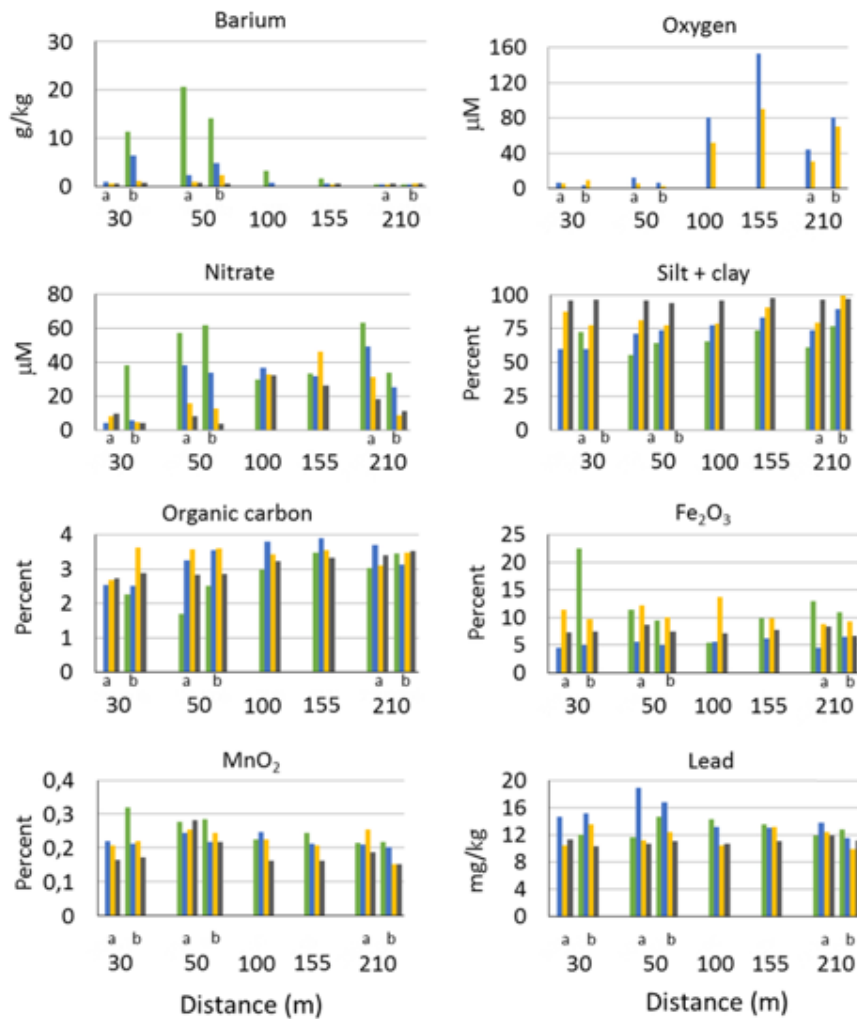 Barium
30
20
10
0
g/kg
a b a b a b
30 50 100 155 210
Oxygen
160
120
80
40
0
µM
a b a b a b
30 50 100 155 210
Nitrate
80
60
40
20
0
µM
a b a b a b
30 50 100 155 210
Silt + clay
100
75
50
25
0
Percent
a b a b a b
30 50 100 155 210
Organic carbon
4
3
2
1
0
Percent
a b a b a b
30 50 100 155 210
Fe₂O₃
25
20
15
10
5
0
Percent
a b a b a b
30 50 100 155 210
MnO₂
0,4
0,3
0,2
0,1
0
Percent
a b a b a b
30 50 100 155 210
Distance (m)
Lead
20
16
12
8
4
0
mg/kg
a b a b a b
30 50 100 155 210
Distance (m)